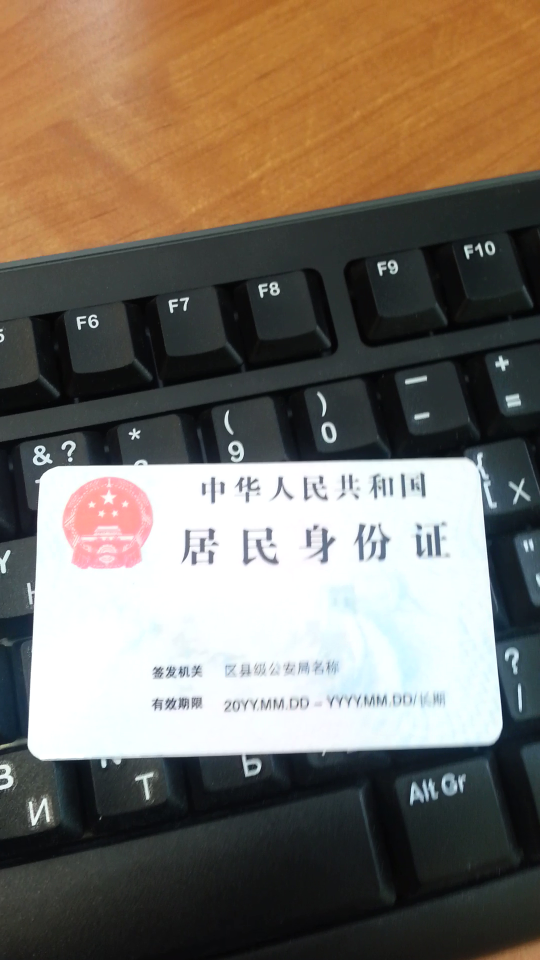 F6 F7 F8 F9 F10
& ? * ( ) — +
9 0 - =
{
[ X
中华人民共和国
居民身份证
签发机关 区县级公安局名称
有效期限 20YY.MM.DD – YYYY.MM.DD/长期
"
?
В И Т Ь
Alt Gr